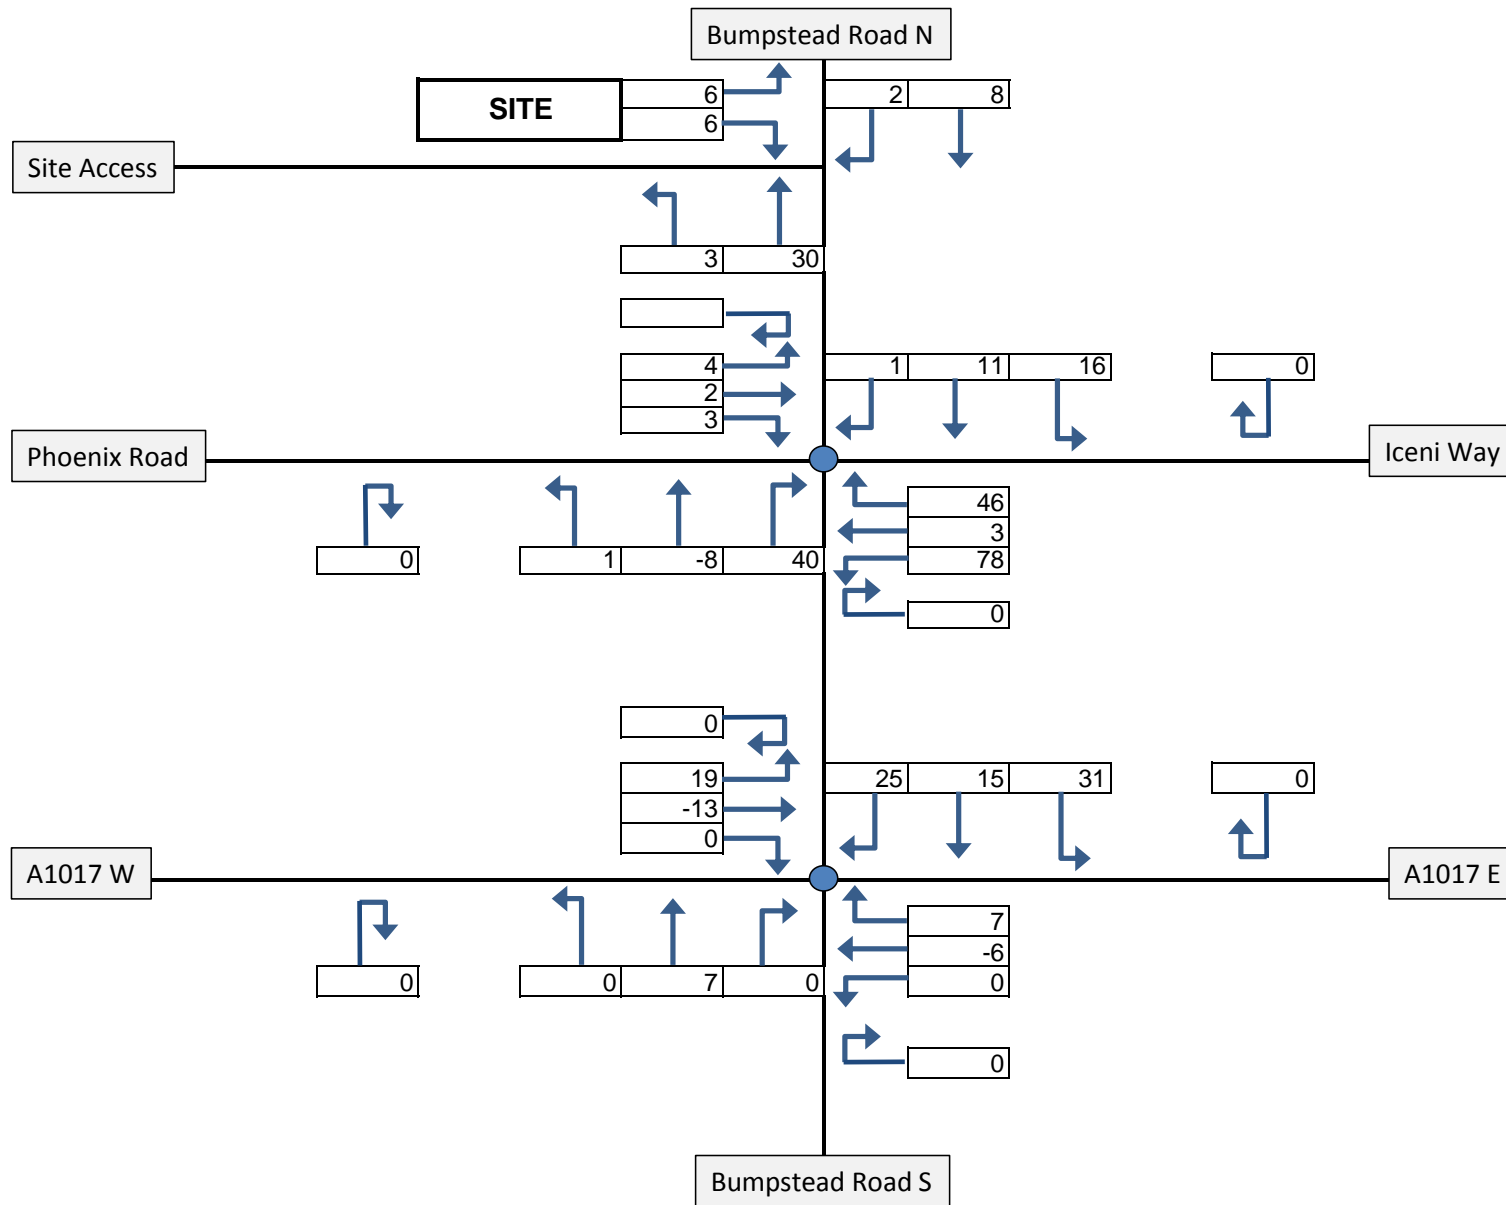 Bumpstead Road N
SITE 6 2 8
6
Site Access
3 30
4 1 11 16 0
2
3
Phoenix Road Iceni Way
46
3
0 1 -8 40 78
0
0
19 25 15 31 0
-13
0
A1017 W A1017 E
7
-6
0 0 7 0 0
0
Bumpstead Road S